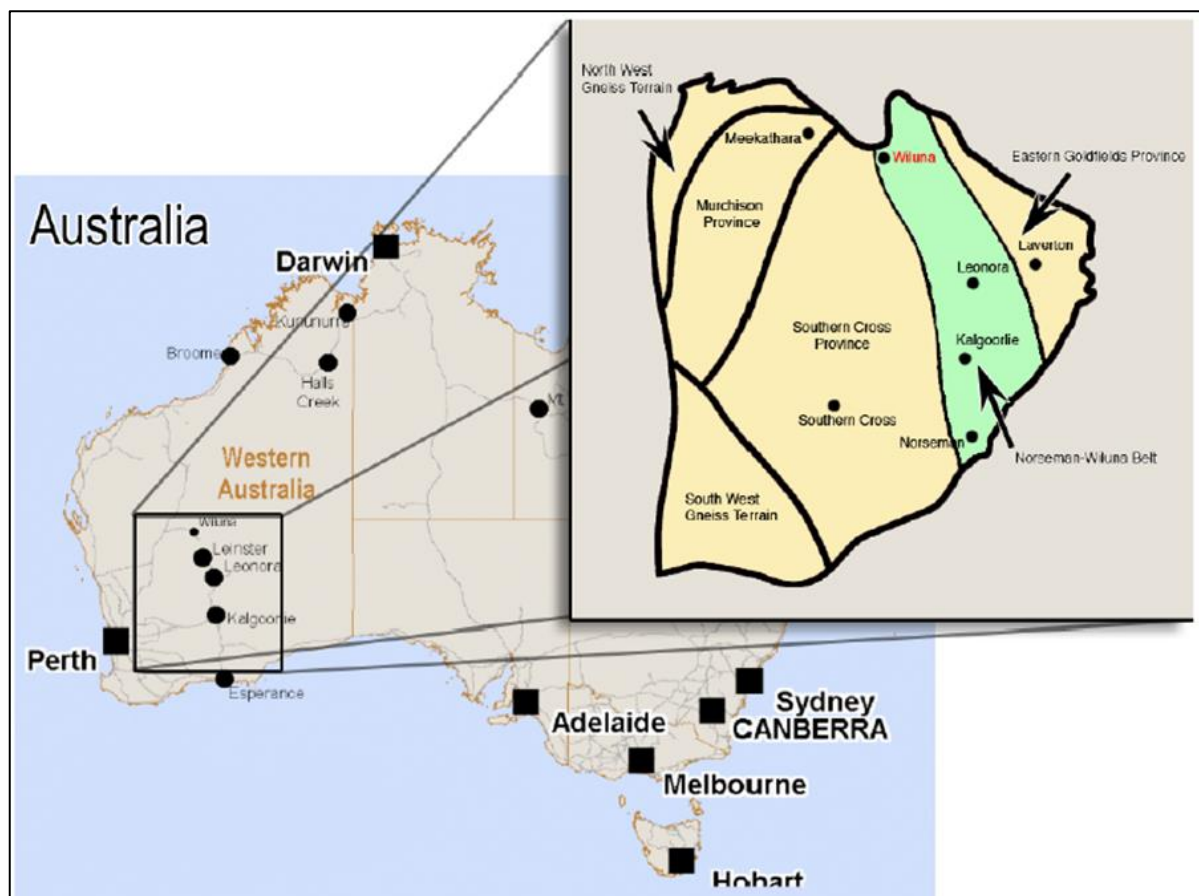 Australia
Darwin
Kununurra
Broome
Halls
Creek
Mt
Western
Australia
Wiluna
Leinster
Leonora
Kalgoorlie
Perth
Esperance
Adelaide
Sydney
CANBERRA
Melbourne
Hobart
North West
Gneiss Terrain
Meekathara
Wiluna
Eastern Goldfields Province
Murchison
Province
Laverton
Leonora
Southern Cross
Province
Kalgoorlie
Southern Cross
Norseman
Norseman-Wiluna Belt
South West
Gneiss Terrain